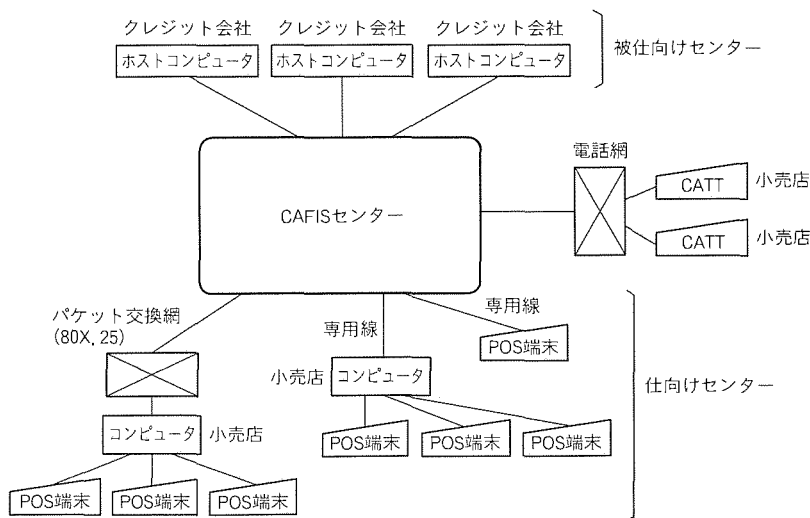 クレジット会社 クレジット会社 クレジット会社
ホストコンピュータ ホストコンピュータ ホストコンピュータ
被仕向けセンター
電話網
CATT 小売店
CAFISセンター
CATT 小売店
パケット交換網
(80X, 25)
専用線
専用線
POS端末
小売店 コンピュータ
仕向けセンター
コンピュータ 小売店
POS端末 POS端末 POS端末
POS端末 POS端末 POS端末